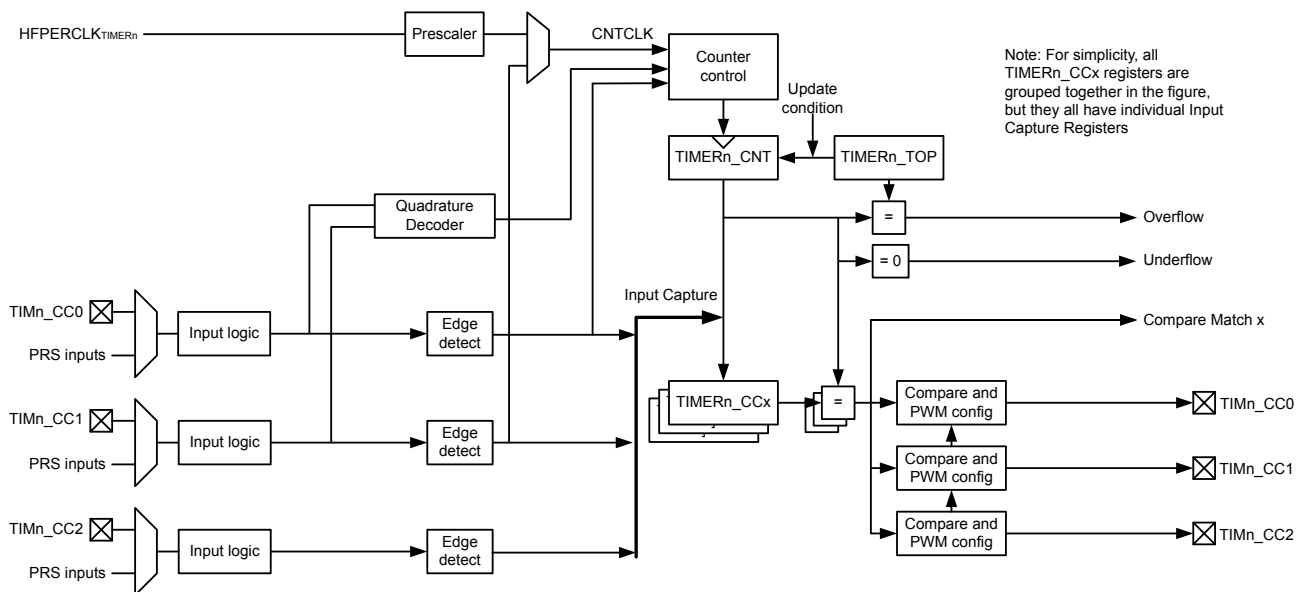 HFPERCLKTIMERn
Prescaler
CNTCLK
Counter
control
Note: For simplicity, all
TIMERn_CCx registers are
grouped together in the figure,
but they all have individual Input
Capture Registers
Update
condition
TIMERn_CNT
TIMERn_TOP
Quadrature
Decoder
=
Overflow
= 0
Underflow
Input Capture
TIMn_CC0
PRS inputs
Input logic
Edge
detect
Compare Match x
TIMERn_CCx
=
Compare and
PWM config
TIMn_CC0
TIMn_CC1
PRS inputs
Input logic
Edge
detect
Compare and
PWM config
TIMn_CC1
TIMn_CC2
PRS inputs
Input logic
Edge
detect
Compare and
PWM config
TIMn_CC2